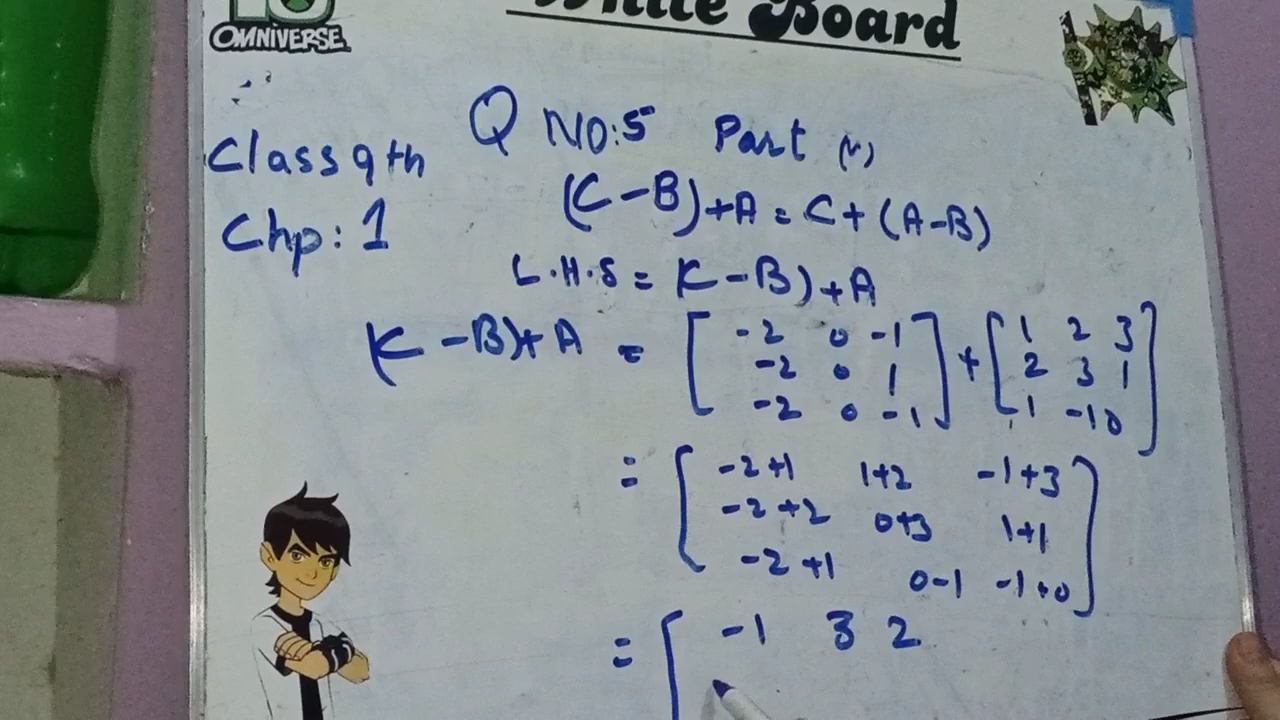 OMNIVERSE
White Board
Q NO:5 Part (v)
Class 9th
Chp: 1
(C-B)+A = C+(A-B)
L.H.S = (C-B)+A
(C-B)+A = [ -2 0 -1 ] + [ 1 2 3 ]
-2 0 1 2 3 1
-2 0 -1 1 -1 0
= [ -2+1 1+2 -1+3 ]
-2+2 0+3 1+1
-2+1 0-1 -1+0
= [ -1 3 2